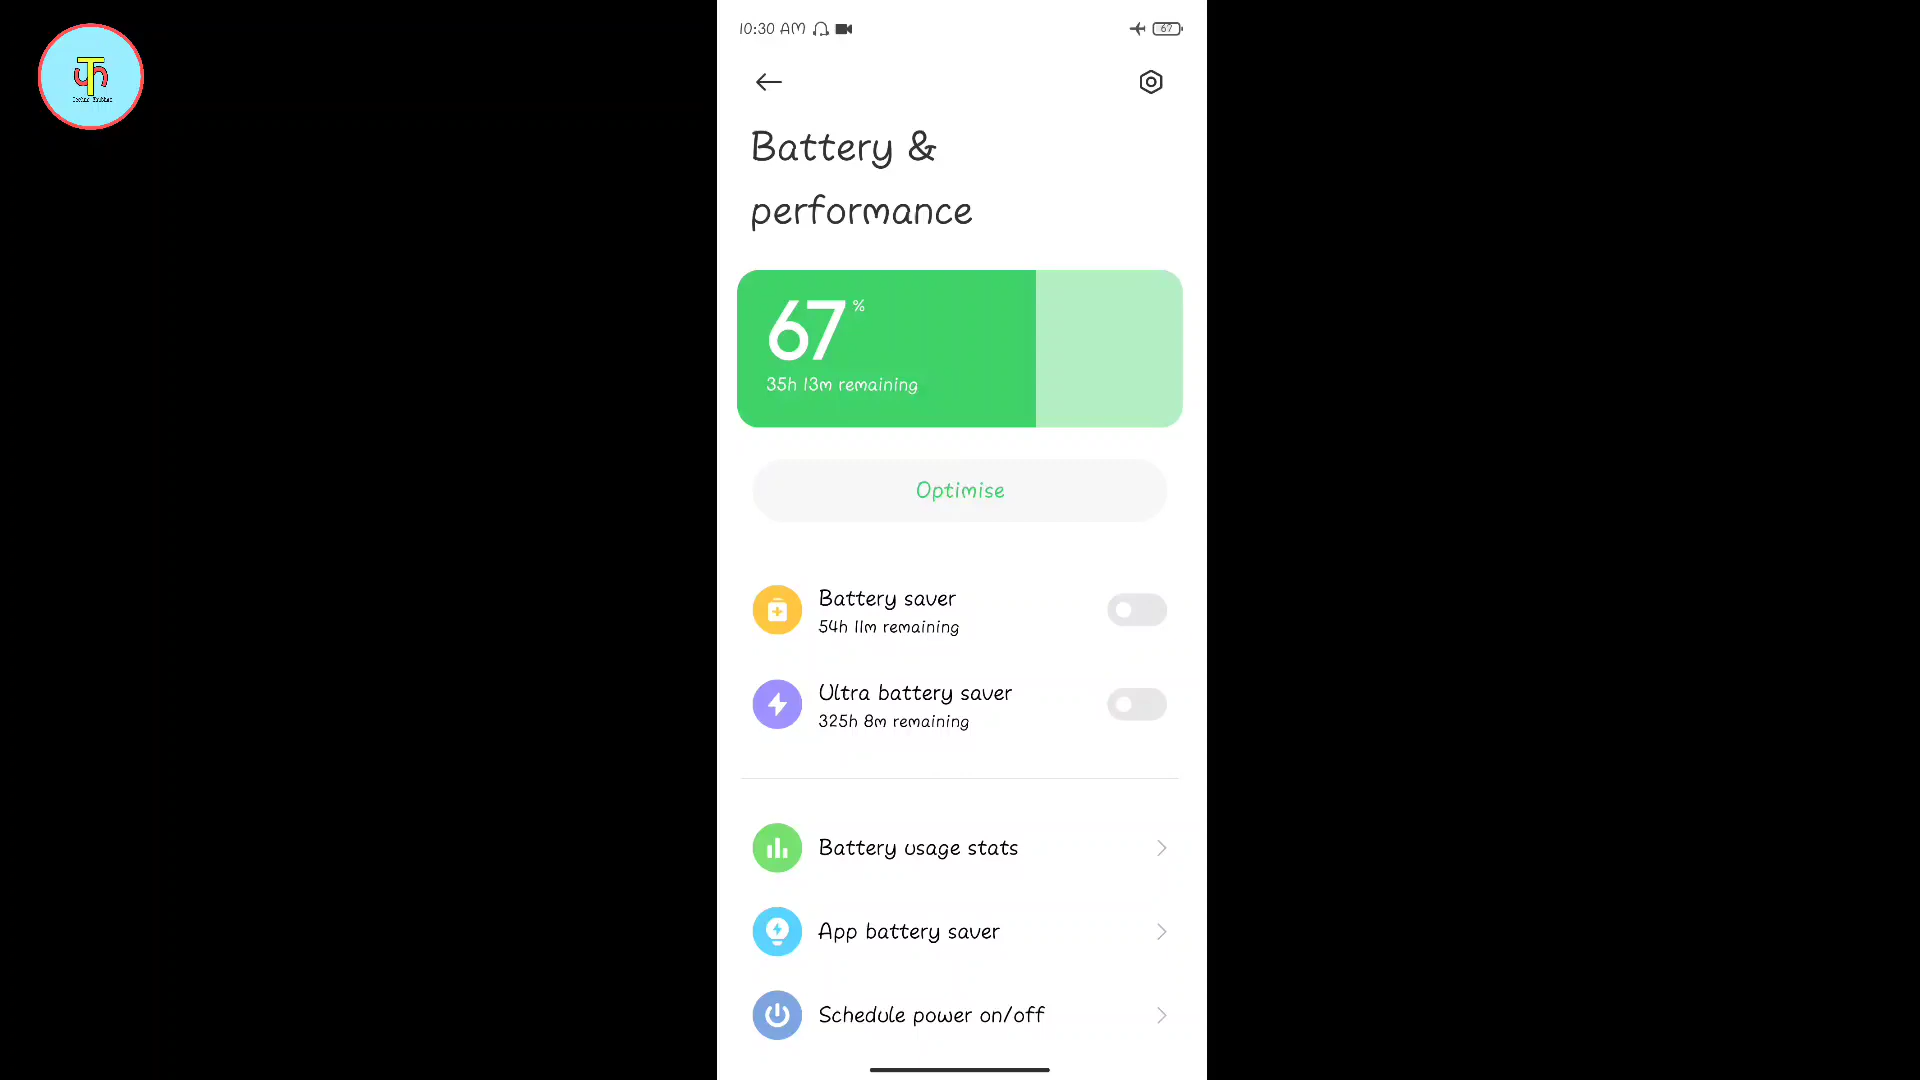 10:30 AM
67
Battery &
performance
67%
35h 13m remaining
Optimise
Battery saver
54h 11m remaining
Ultra battery saver
325h 8m remaining
Battery usage stats
App battery saver
Schedule power on/off